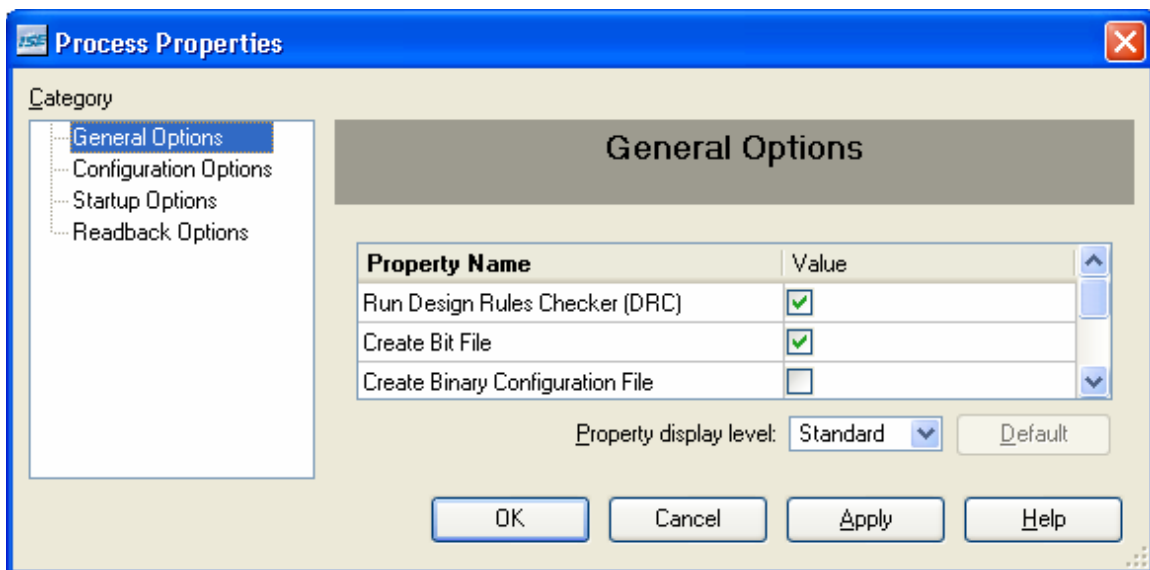 ISE Process Properties
Category
General Options
Configuration Options
Startup Options
Readback Options
General Options
Property Name Value
Run Design Rules Checker (DRC)
Create Bit File
Create Binary Configuration File
Property display level: Standard Default
OK Cancel Apply Help